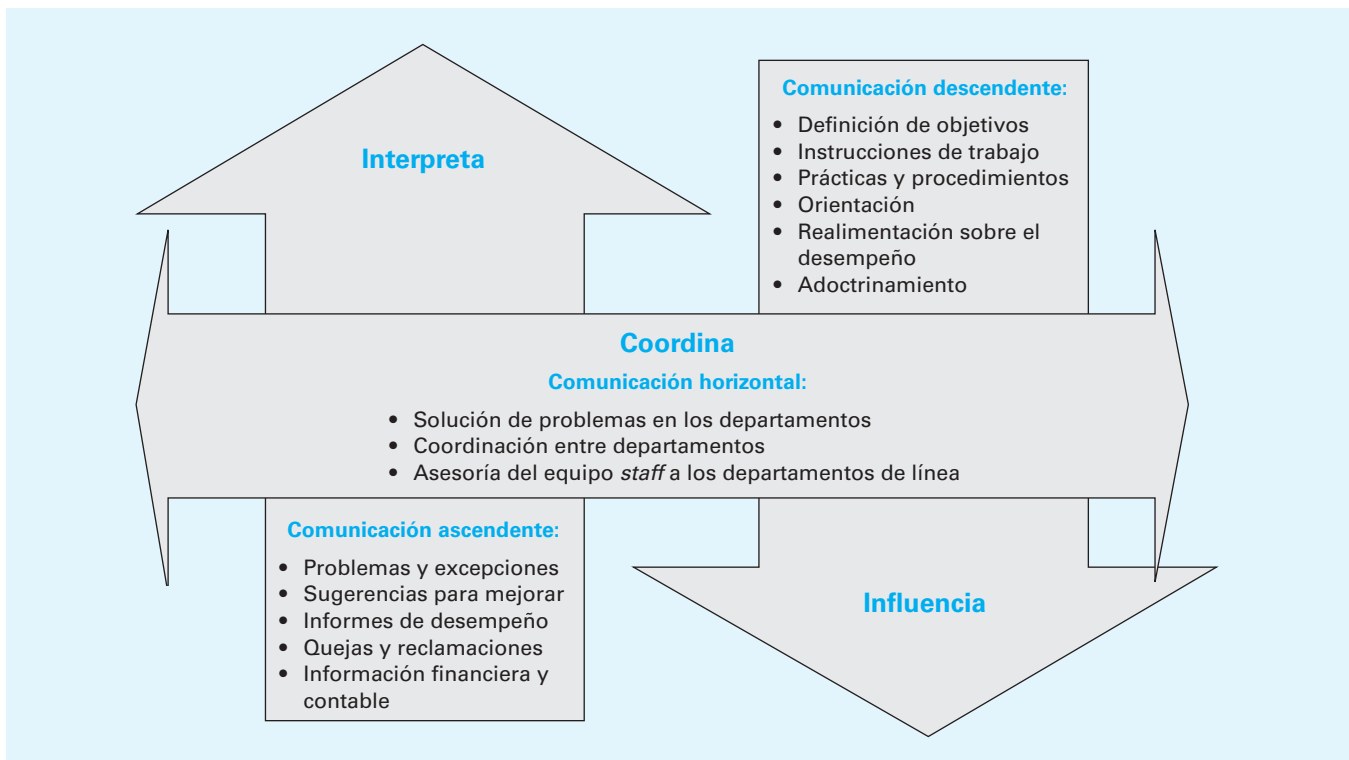 Interpreta
Comunicación descendente:
• Definición de objetivos
• Instrucciones de trabajo
• Prácticas y procedimientos
• Orientación
• Realimentación sobre el
desempeño
• Adoctrinamiento
Coordina
Comunicación horizontal:
• Solución de problemas en los departamentos
• Coordinación entre departamentos
• Asesoría del equipo staff a los departamentos de línea
Comunicación ascendente:
• Problemas y excepciones
• Sugerencias para mejorar
• Informes de desempeño
• Quejas y reclamaciones
• Información financiera y
contable
Influencia